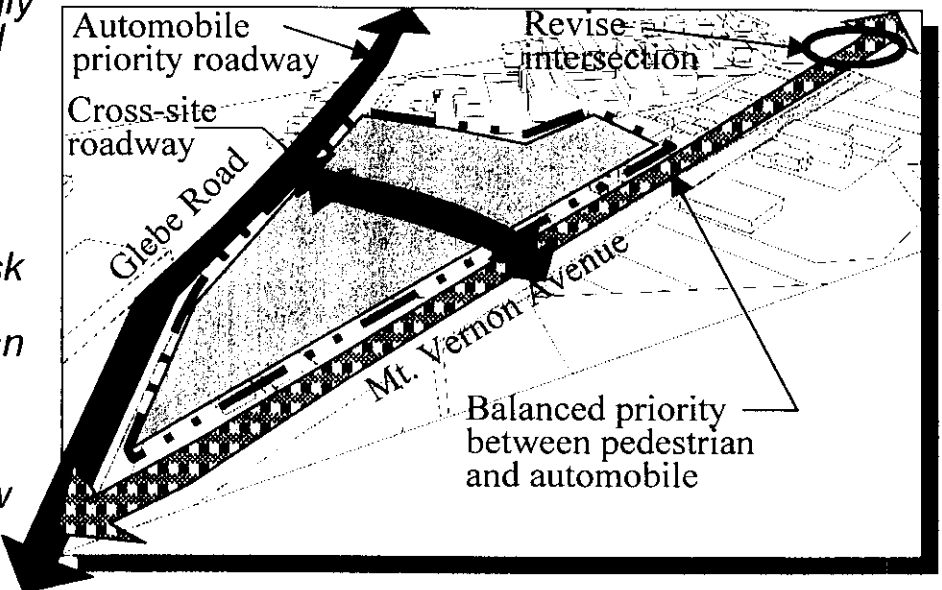 Automobile
priority roadway
Revise
intersection
Cross-site
roadway
Glebe Road
Mt. Vernon Avenue
Balanced priority
between pedestrian
and automobile